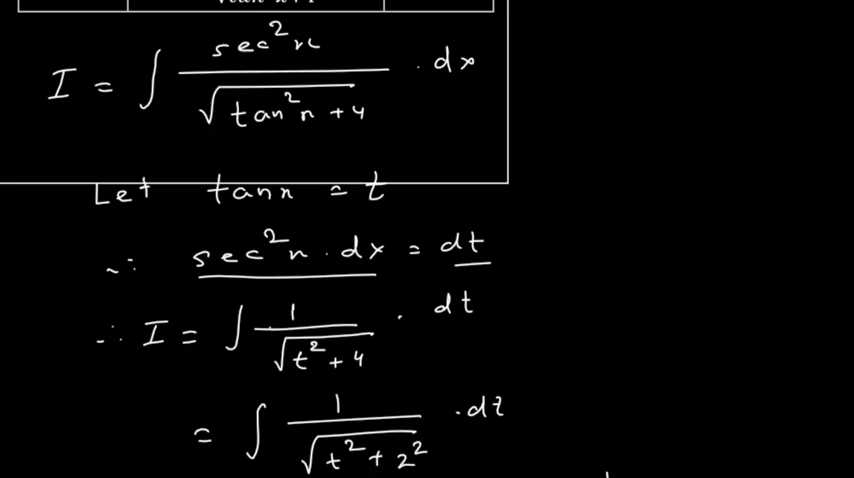 I = ∫ sec²x / √(tan²x + 4) . dx
Let tanx = t
∴ sec²x . dx = dt
∴ I = ∫ 1 / √(t² + 4) . dt
= ∫ 1 / √(t² + 2²) . dt